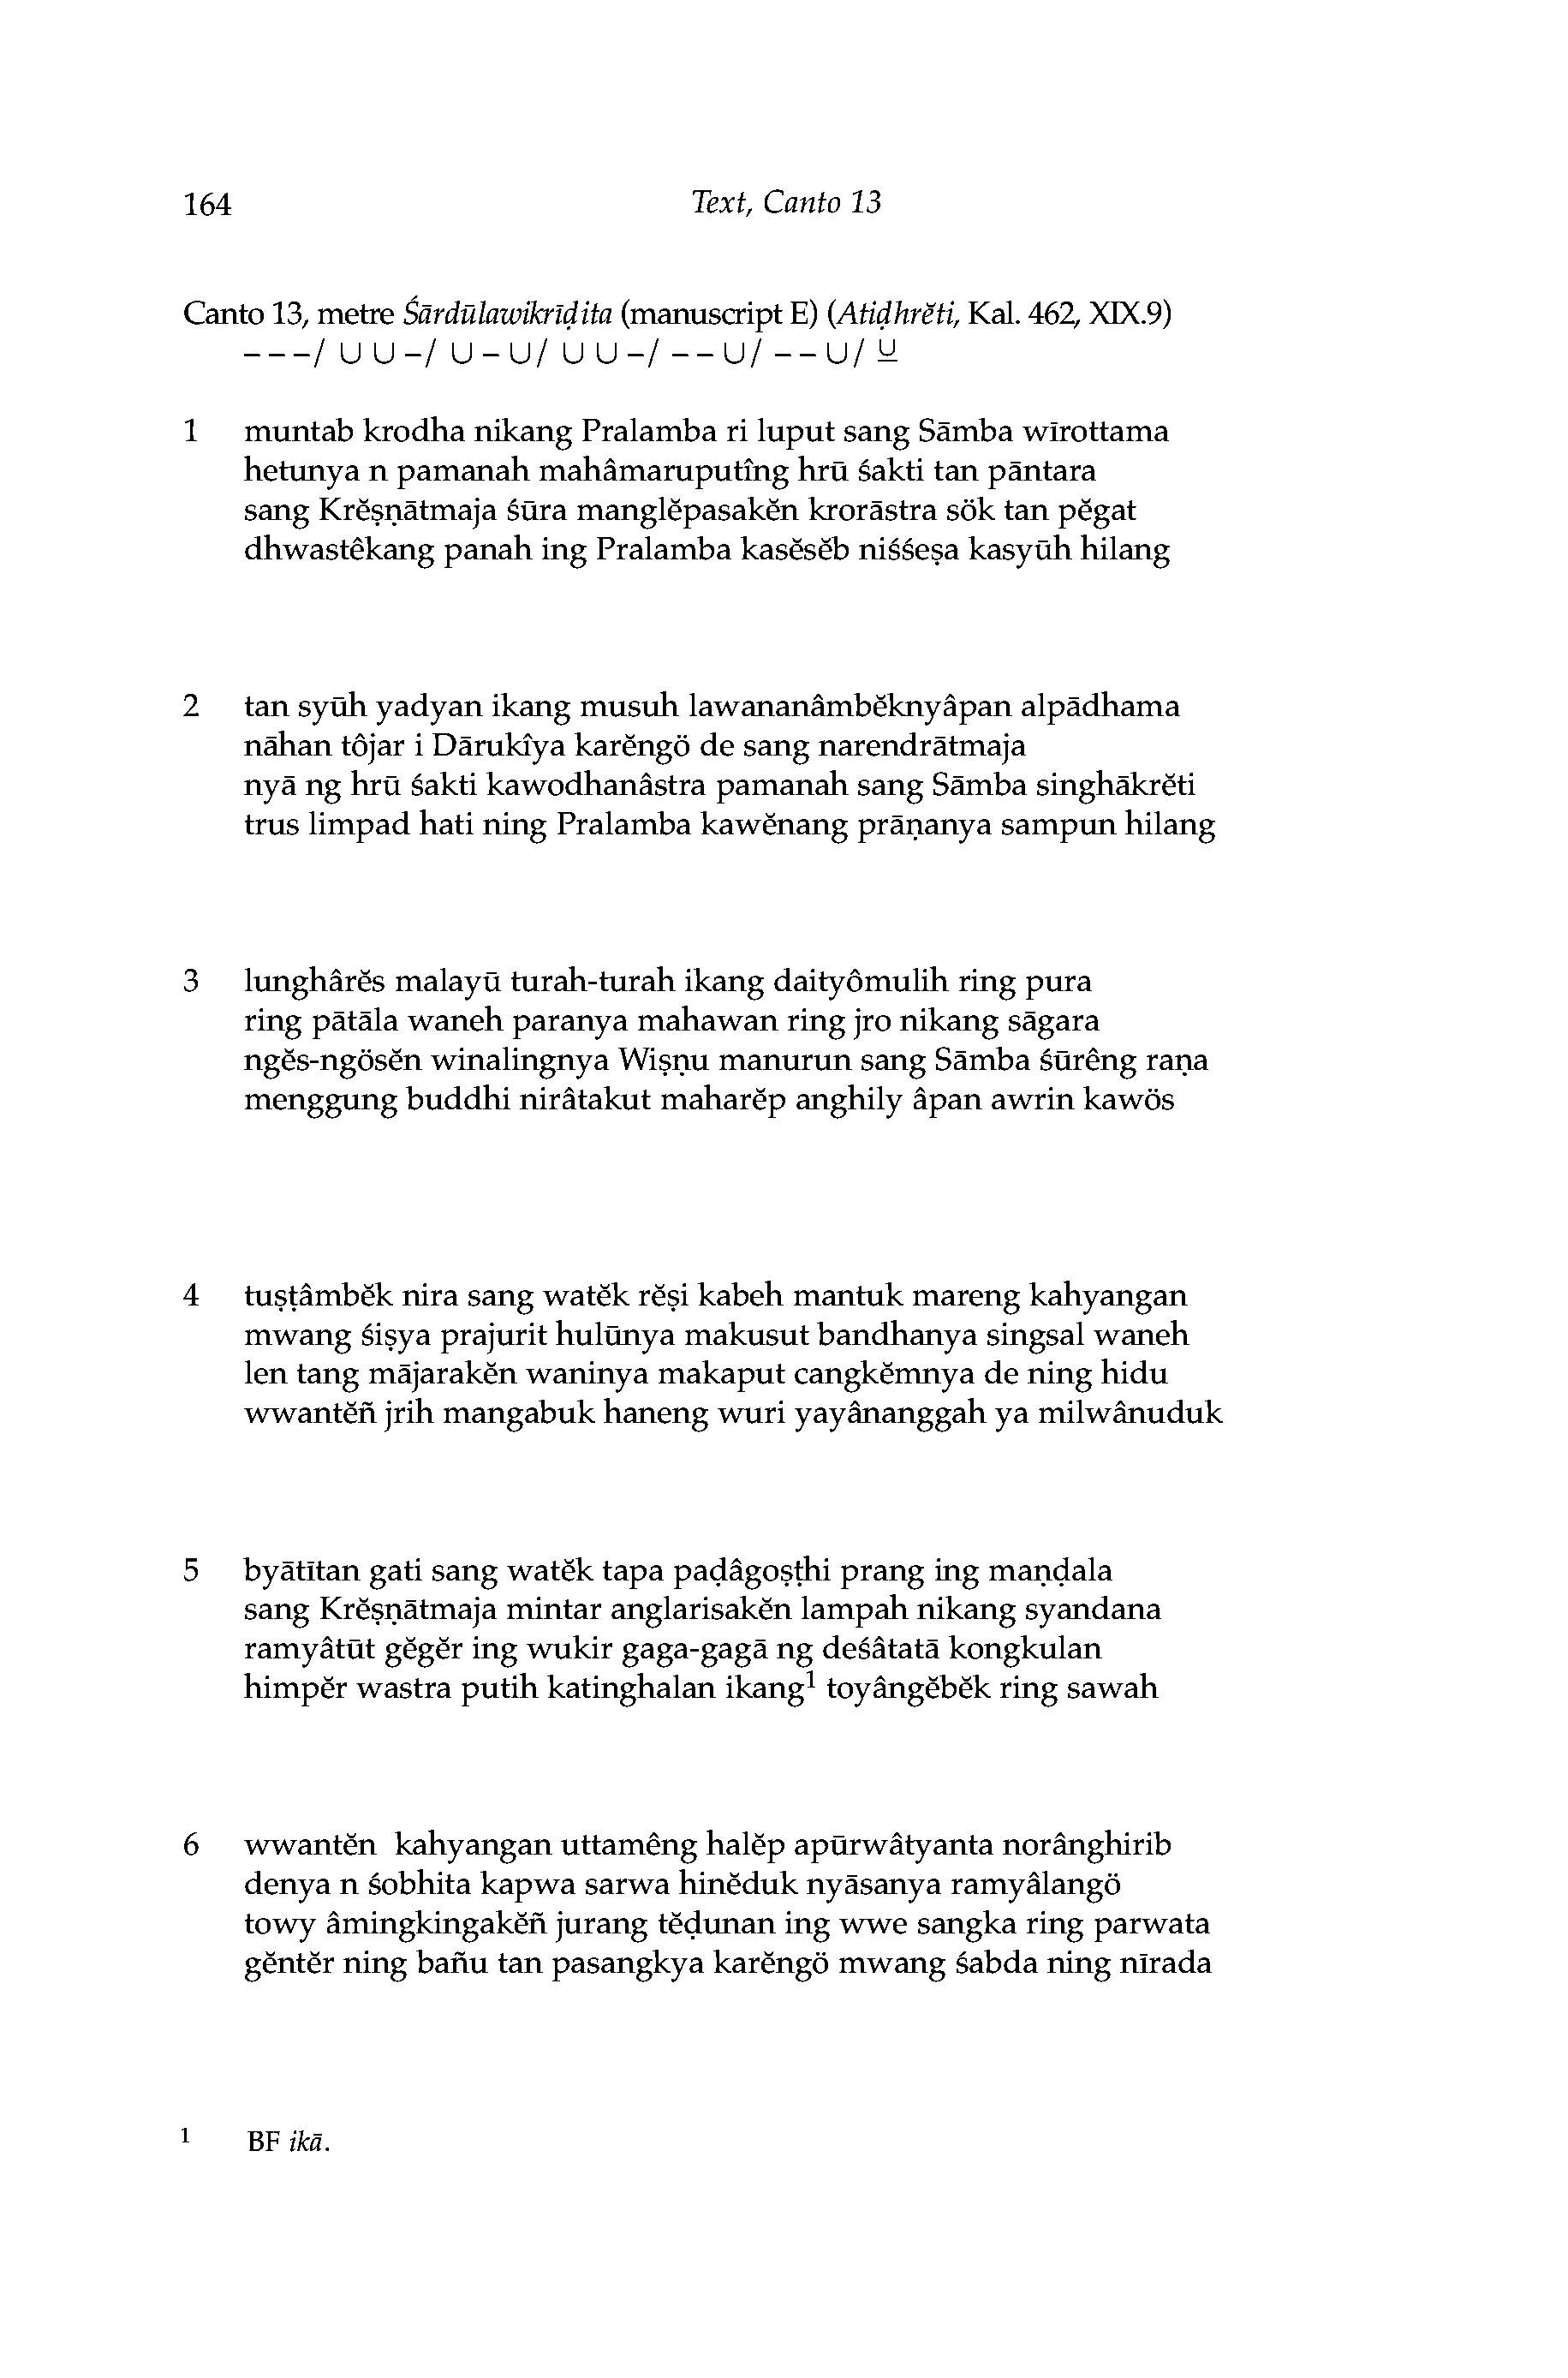 164 Text, Canto 13
Canto 13, metre Śārdūlawikrīḍita (manuscript E) (Atiḍhrĕti, Kal. 462, XIX.9)
– – –/ ∪ ∪ –/ ∪ – ∪/ ∪ ∪ –/ – – ∪/ – – ∪/ ⊻
1 muntab krodha nikang Pralamba ri luput sang Sāmba wīrottama
hetunya n pamanah mahâmaruputîng hrū śakti tan pāntara
sang Krĕṣṇātmaja śūra manglĕpasakĕn krorāstra sök tan pĕgat
dhwastêkang panah ing Pralamba kasĕsĕb niśśeṣa kasyūh hilang
2 tan syūh yadyan ikang musuh lawananâmbĕknyâpan alpādhama
nāhan tôjar i Dārukîya karĕngö de sang narendrātmaja
nyā ng hrū śakti kawodhanâstra pamanah sang Sāmba singhākrĕti
trus limpad hati ning Pralamba kawĕnang prāṇanya sampun hilang
3 lunghârĕs malayū turah-turah ikang daityômulih ring pura
ring pātāla waneh paranya mahawan ring jro nikang sāgara
ngĕs-ngösĕn winalingnya Wiṣṇu manurun sang Sāmba śūrêng raṇa
menggung buddhi nirâtakut maharĕp anghily âpan awrin kawös
4 tuṣṭâmbĕk nira sang watĕk rĕṣi kabeh mantuk mareng kahyangan
mwang śiṣya prajurit hulūnya makusut bandhanya singsal waneh
len tang mājarakĕn waninya makaput cangkĕmnya de ning hidu
wwantĕñ jrih mangabuk haneng wuri yayânanggah ya milwânuduk
5 byātītan gati sang watĕk tapa paḍâgoṣṭhi prang ing maṇḍala
sang Krĕṣṇātmaja mintar anglarisakĕn lampah nikang syandana
ramyâtūt gĕgĕr ing wukir gaga-gagā ng deśâtatā kongkulan
himpĕr wastra putih katinghalan ikang¹ toyângĕbĕk ring sawah
6 wwantĕn kahyangan uttamêng halĕp apūrwâtyanta norânghirib
denya n śobhita kapwa sarwa hinĕduk nyāsanya ramyâlangö
towy âmingkingakĕñ jurang tĕḍunan ing wwe sangka ring parwata
gĕntĕr ning bañu tan pasangkya karĕngö mwang śabda ning nīrada
¹ BF ikā.